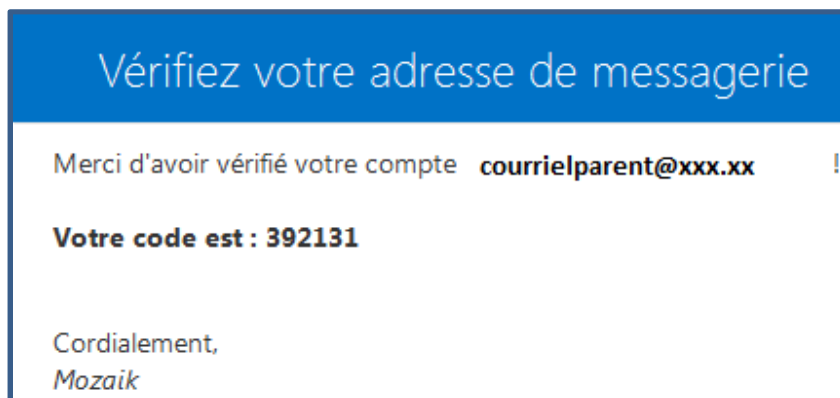 Vérifiez votre adresse de messagerie
Merci d'avoir vérifié votre compte courrielparent@xxx.xx !
Votre code est : 392131
Cordialement,
Mozaik